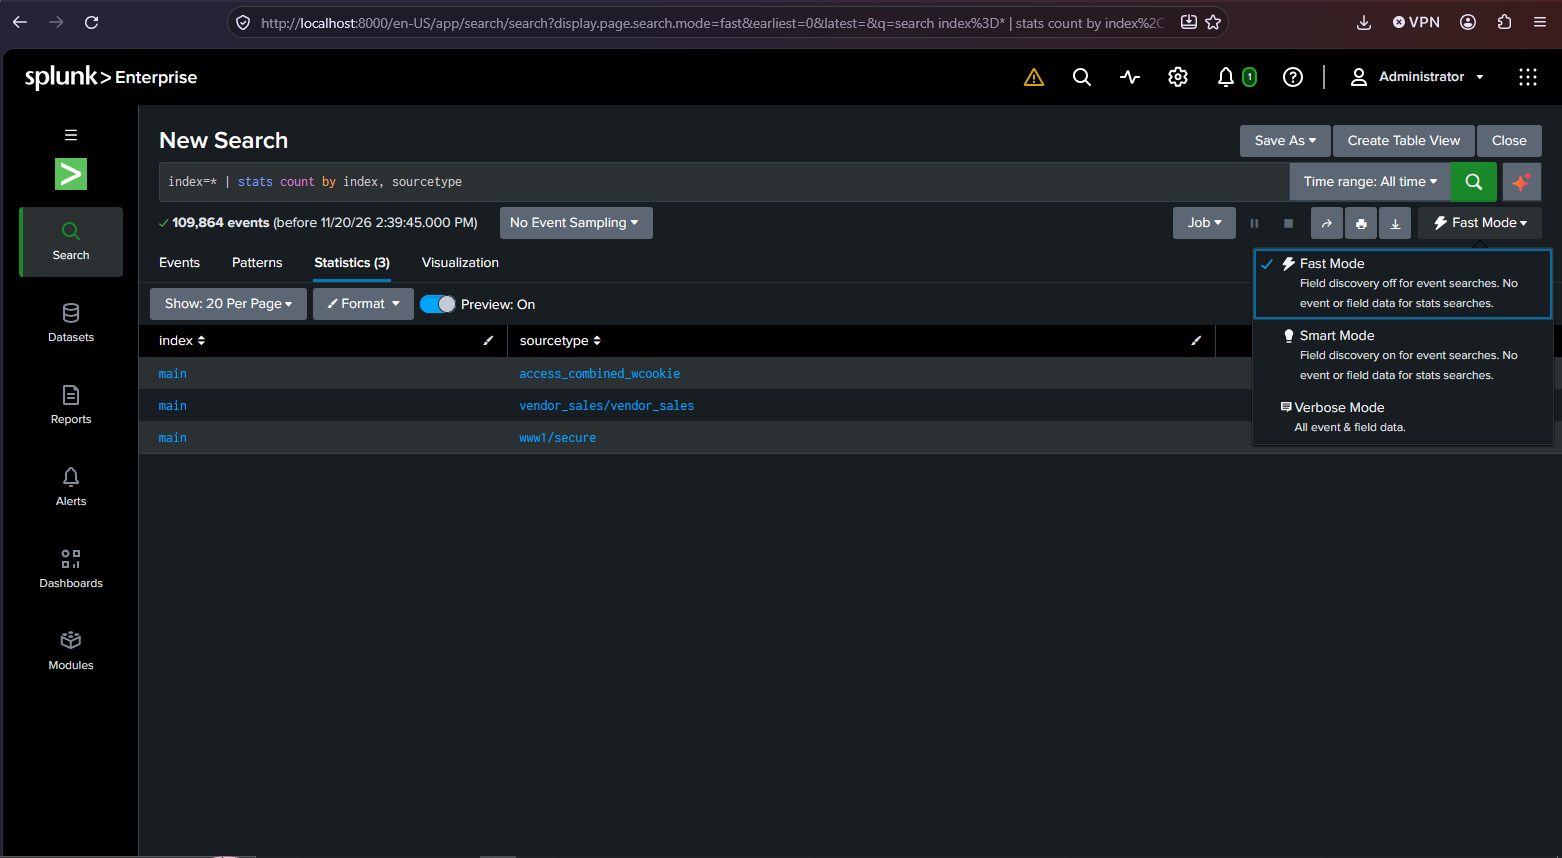 http://localhost:8000/en-US/app/search/search?display.page.search.mode=fast&earliest=0&latest=&q=search index%3D* | stats count by index%2C
VPN
splunk> Enterprise
1
Administrator
New Search
Save As
Create Table View
Close
index=* | stats count by index, sourcetype
Time range: All time
109,864 events (before 11/20/26 2:39:45.000 PM)
No Event Sampling
Job
Fast Mode
Events
Patterns
Statistics (3)
Visualization
Show: 20 Per Page
Format
Preview: On
index
sourcetype
main
access_combined_wcookie
main
vendor_sales/vendor_sales
main
www1/secure
Fast Mode
Field discovery off for event searches. No
event or field data for stats searches.
Smart Mode
Field discovery on for event searches. No
event or field data for stats searches.
Verbose Mode
All event & field data.
Search
Datasets
Reports
Alerts
Dashboards
Modules